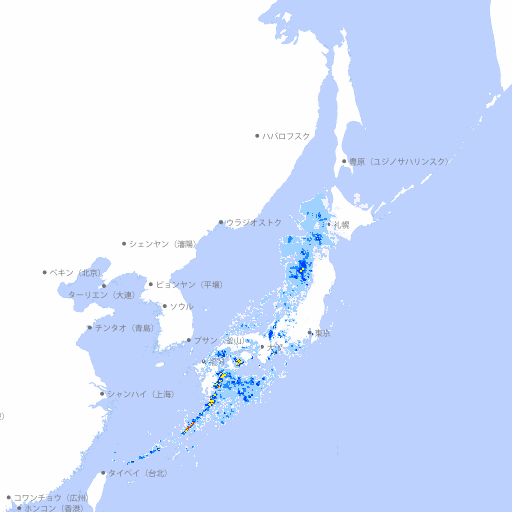 ハバロフスク
豊原（ユジノサハリンスク）
札幌
ウラジオストク
シェンヤン（瀋陽）
ペキン（北京）
ピョンヤン（平壌）
ターリエン（大連）
ソウル
チンタオ（青島）
東京
プサン（釜山）
シャンハイ（上海）
タイペイ（台北）
コワンチョウ（広州）
ホンコン（香港）